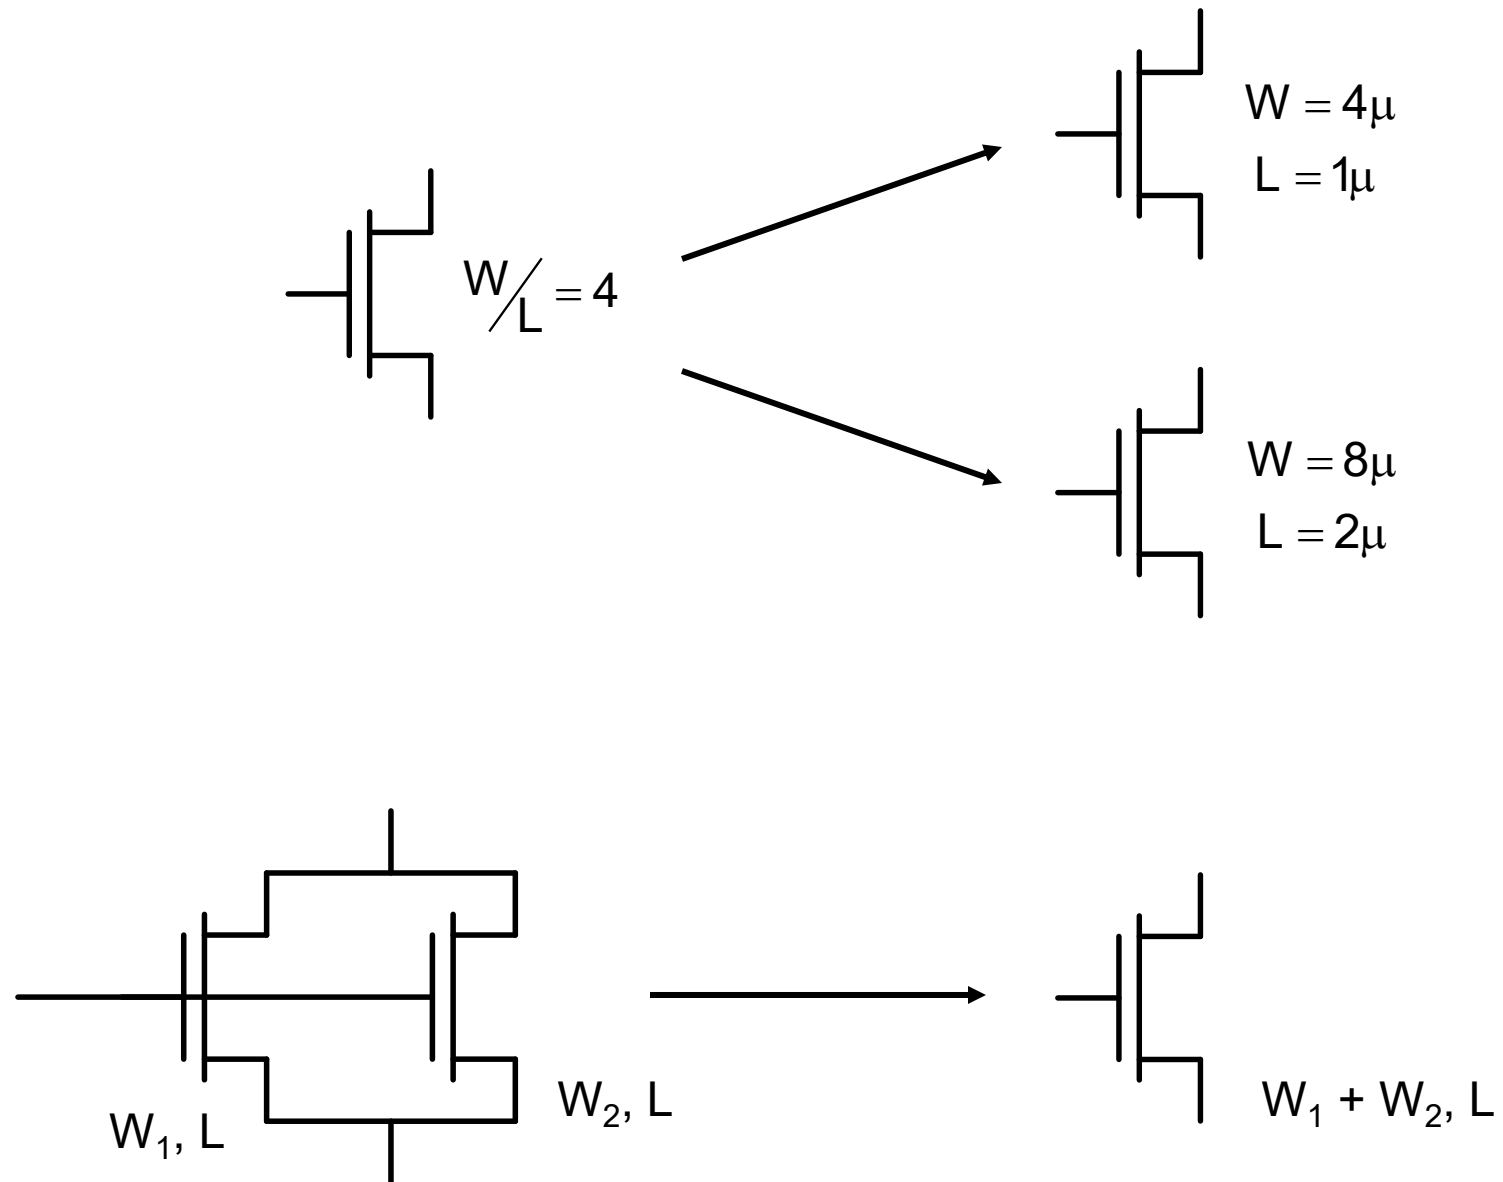 W = 4μ
L = 1μ
W/L = 4
W = 8μ
L = 2μ
W₁, L
W₂, L
W₁ + W₂, L